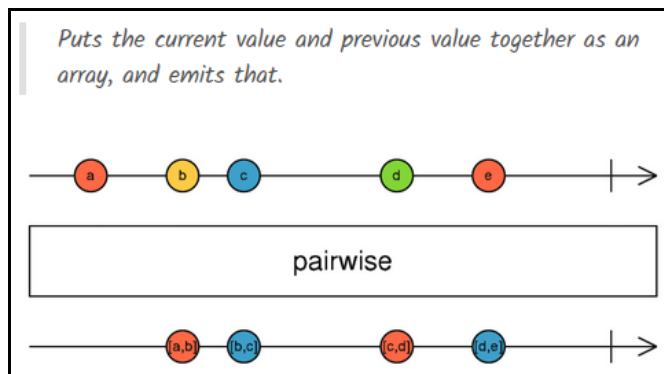 Puts the current value and previous value together as an
array, and emits that.
a b c d e
pairwise
[a,b] [b,c] [c,d] [d,e]